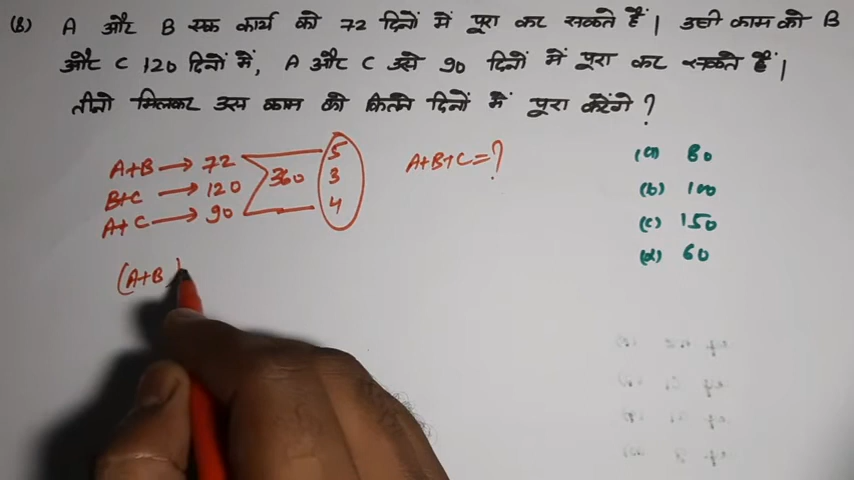 (8) A और B एक कार्य को 72 दिनों में पूरा कर सकते हैं। उसी काम को B
और C 120 दिनों में, A और C उसे 90 दिनों में पूरा कर सकते हैं।
तीनो मिलकर उस काम को कितने दिनों में पूरा करेंगे?
A+B → 72
B+C → 120
A+C → 90
360
5
3
4
A+B+C=?
(a) 80
(b) 100
(c) 150
(d) 60
(A+B)